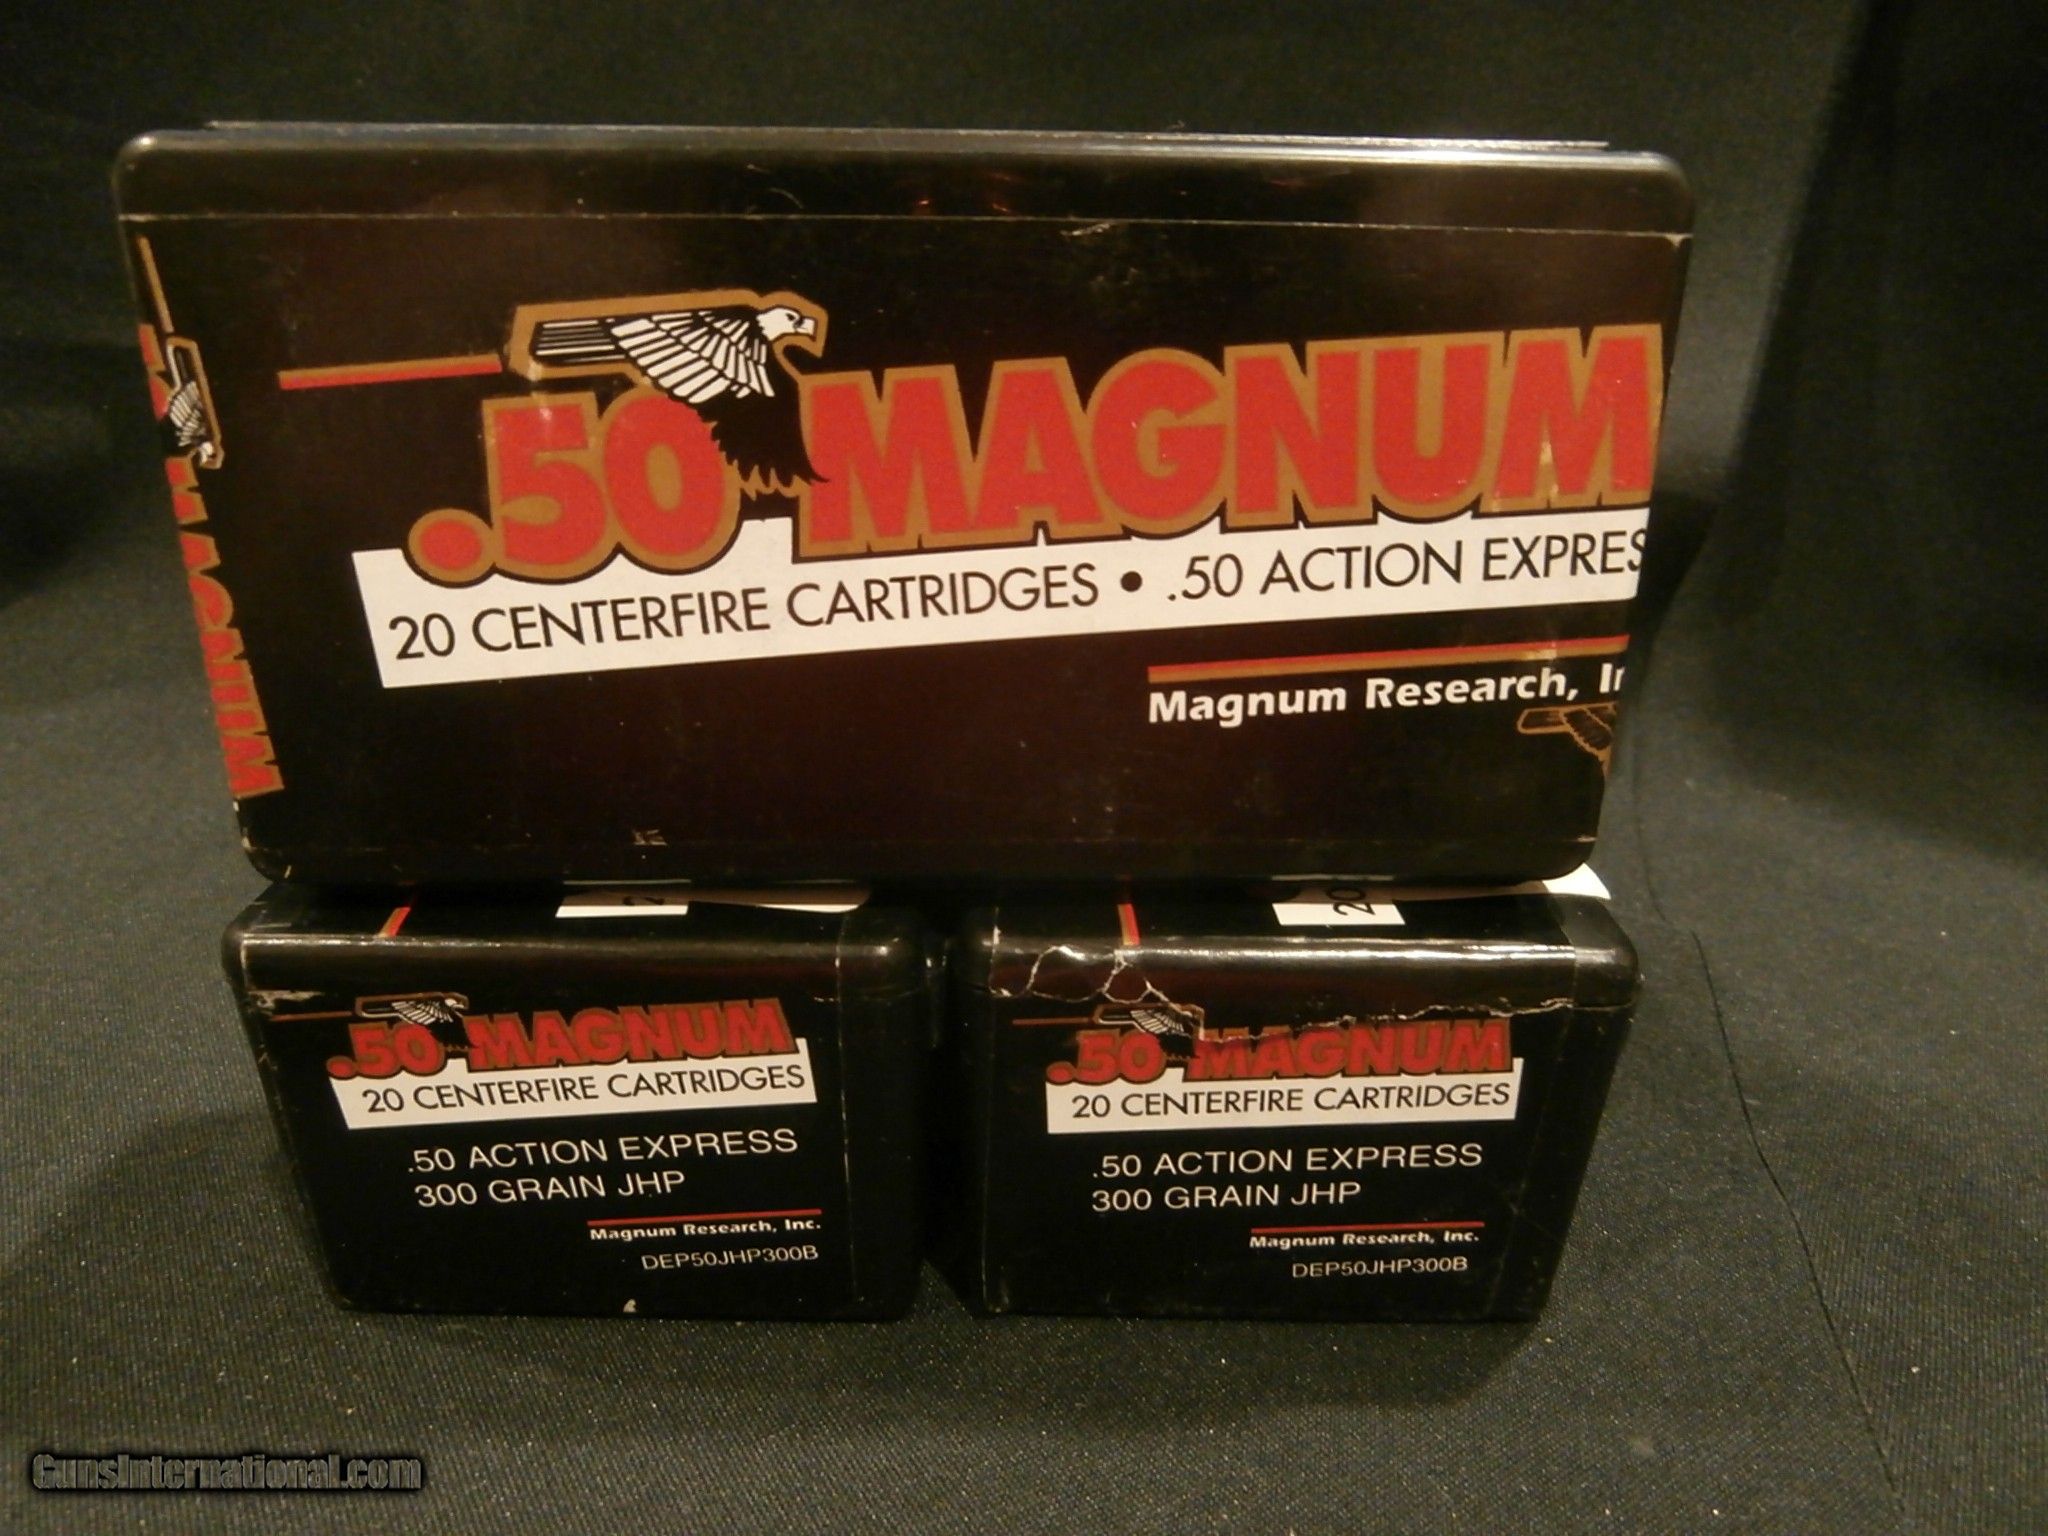 .50 MAGNUM
20 CENTERFIRE CARTRIDGES • .50 ACTION EXPRES
Magnum Research, In
MAGNUM
20
.50 MAGNUM
20 CENTERFIRE CARTRIDGES
.50 ACTION EXPRESS
300 GRAIN JHP
Magnum Research, Inc.
DEP50JHP300B
.50 MAGNUM
20 CENTERFIRE CARTRIDGES
.50 ACTION EXPRESS
300 GRAIN JHP
Magnum Research, Inc.
DEP50JHP300B
GunsInternational.com